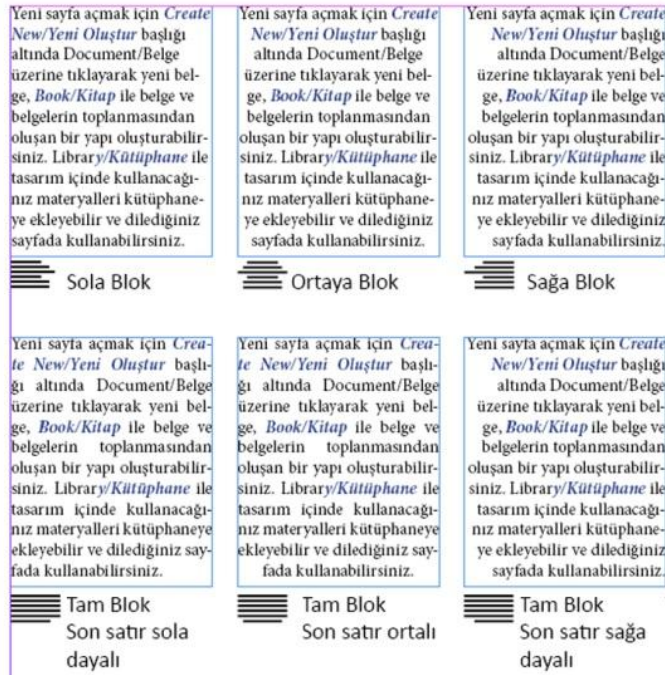 Yeni sayfa açmak için Create
New/Yeni Oluştur başlığı
altında Document/Belge
üzerine tıklayarak yeni bel-
ge, Book/Kitap ile belge ve
belgelerin toplanmasından
oluşan bir yapı oluşturabilir-
siniz. Library/Kütüphane ile
tasarım içinde kullanacağı-
nız materyalleri kütüphane-
ye ekleyebilir ve dilediğiniz
sayfada kullanabilirsiniz.
Sola Blok
Yeni sayfa açmak için Create
New/Yeni Oluştur başlığı
altında Document/Belge
üzerine tıklayarak yeni bel-
ge, Book/Kitap ile belge ve
belgelerin toplanmasından
oluşan bir yapı oluşturabilir-
siniz. Library/Kütüphane ile
tasarım içinde kullanacağı-
nız materyalleri kütüphane-
ye ekleyebilir ve dilediğiniz
sayfada kullanabilirsiniz.
Ortaya Blok
Yeni sayfa açmak için Create
New/Yeni Oluştur başlığı
altında Document/Belge
üzerine tıklayarak yeni bel-
ge, Book/Kitap ile belge ve
belgelerin toplanmasından
oluşan bir yapı oluşturabilir-
siniz. Library/Kütüphane ile
tasarım içinde kullanacağı-
nız materyalleri kütüphane-
ye ekleyebilir ve dilediğiniz
sayfada kullanabilirsiniz.
Sağa Blok
Yeni sayfa açmak için Crea-
te New/Yeni Oluştur başlı-
ğı altında Document/Belge
üzerine tıklayarak yeni bel-
ge, Book/Kitap ile belge ve
belgelerin toplanmasından
oluşan bir yapı oluşturabilir-
siniz. Library/Kütüphane ile
tasarım içinde kullanacağı-
nız materyalleri kütüphaneye
ekleyebilir ve dilediğiniz say-
fada kullanabilirsiniz.
Tam Blok
Son satır sola
dayalı
Yeni sayfa açmak için Crea-
te New/Yeni Oluştur başlı-
ğı altında Document/Belge
üzerine tıklayarak yeni bel-
ge, Book/Kitap ile belge ve
belgelerin toplanmasından
oluşan bir yapı oluşturabilir-
siniz. Library/Kütüphane ile
tasarım içinde kullanacağı-
nız materyalleri kütüphaneye
ekleyebilir ve dilediğiniz say-
fada kullanabilirsiniz.
Tam Blok
Son satır ortalı
Yeni sayfa açmak için Create
New/Yeni Oluştur başlığı
altında Document/Belge
üzerine tıklayarak yeni bel-
ge, Book/Kitap ile belge ve
belgelerin toplanmasından
oluşan bir yapı oluşturabilir-
siniz. Library/Kütüphane ile
tasarım içinde kullanacağı-
nız materyalleri kütüphane-
ye ekleyebilir ve dilediğiniz
sayfada kullanabilirsiniz.
Tam Blok
Son satır sağa
dayalı